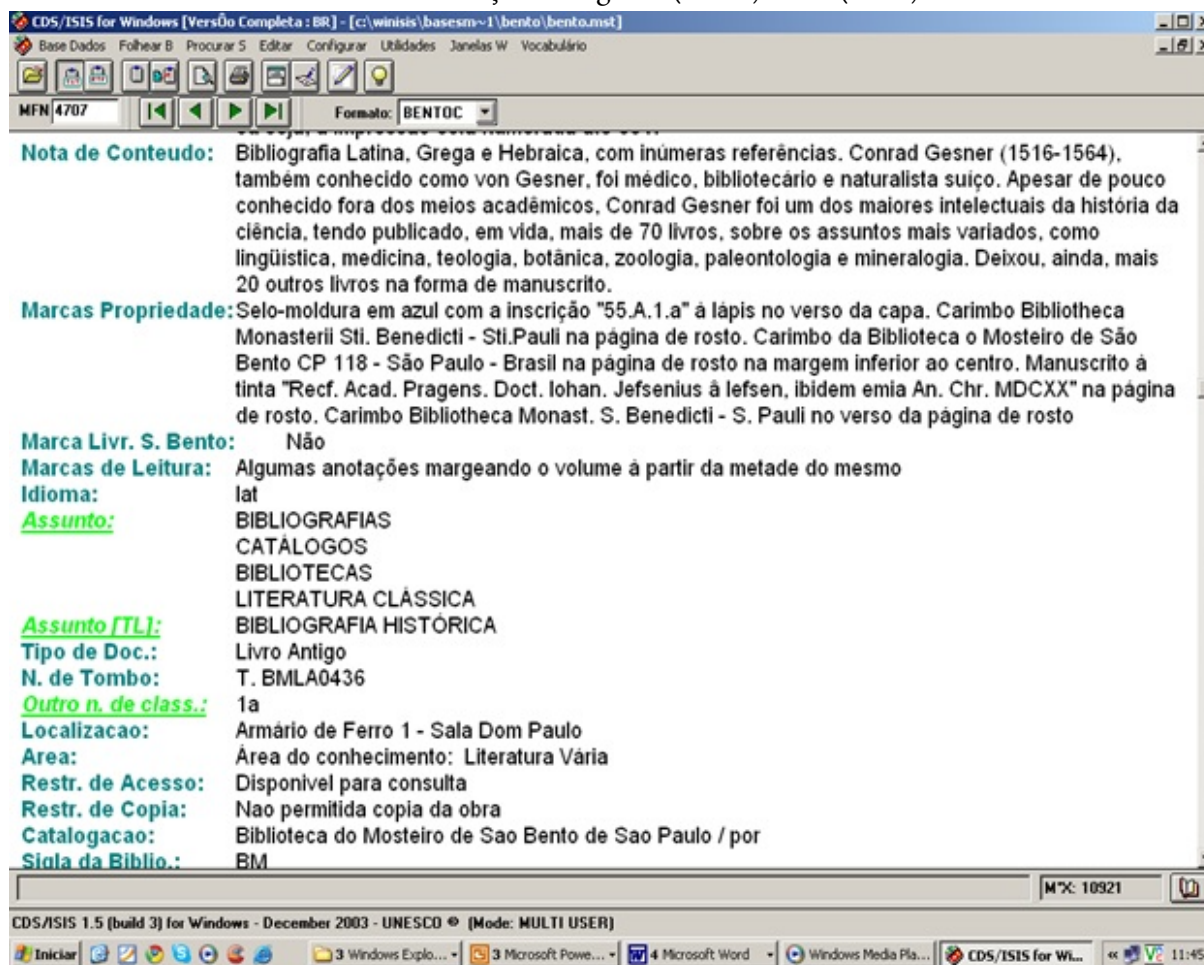 CDS/ISIS for Windows [VersÕo Completa : BR] - [c:\winisis\basesm~1\bento\bento.mst]
Base Dados Folhear B Procurar S Editar Configurar Utilidades Janelas W Vocabulário
MFN 4707 Formato: BENTOC
Nota de Conteudo: Bibliografia Latina, Grega e Hebraica, com inúmeras referências. Conrad Gesner (1516-1564),
também conhecido como von Gesner, foi médico, bibliotecário e naturalista suíço. Apesar de pouco
conhecido fora dos meios acadêmicos, Conrad Gesner foi um dos maiores intelectuais da história da
ciência, tendo publicado, em vida, mais de 70 livros, sobre os assuntos mais variados, como
lingüística, medicina, teologia, botânica, zoologia, paleontologia e mineralogia. Deixou, ainda, mais
20 outros livros na forma de manuscrito.
Marcas Propriedade: Selo-moldura em azul com a inscrição "55.A.1.a" à lápis no verso da capa. Carimbo Bibliotheca
Monasterii Sti. Benedicti - Sti.Pauli na página de rosto. Carimbo da Biblioteca o Mosteiro de São
Bento CP 118 - São Paulo - Brasil na página de rosto na margem inferior ao centro. Manuscrito à
tinta "Recf. Acad. Pragens. Doct. Iohan. Jefsenius â Iefsen, ibidem emia An. Chr. MDCXX" na página
de rosto. Carimbo Bibliotheca Monast. S. Benedicti - S. Pauli no verso da página de rosto
Marca Livr. S. Bento: Não
Marcas de Leitura: Algumas anotações margeando o volume à partir da metade do mesmo
Idioma: lat
Assunto: BIBLIOGRAFIAS
CATÁLOGOS
BIBLIOTECAS
LITERATURA CLÁSSICA
Assunto [TL]: BIBLIOGRAFIA HISTÓRICA
Tipo de Doc.: Livro Antigo
N. de Tombo: T. BMLA0436
Outro n. de class.: 1a
Localizacao: Armário de Ferro 1 - Sala Dom Paulo
Area: Área do conhecimento: Literatura Vária
Restr. de Acesso: Disponivel para consulta
Restr. de Copia: Nao permitida copia da obra
Catalogacao: Biblioteca do Mosteiro de Sao Bento de Sao Paulo / por
Sigla da Biblio.: BM
M*X: 10921
CDS/ISIS 1.5 (build 3) for Windows - December 2003 - UNESCO © (Mode: MULTI USER)
Iniciar 3 Windows Explo... 3 Microsoft Powe... 4 Microsoft Word Windows Media Pla... CDS/ISIS for Wi...